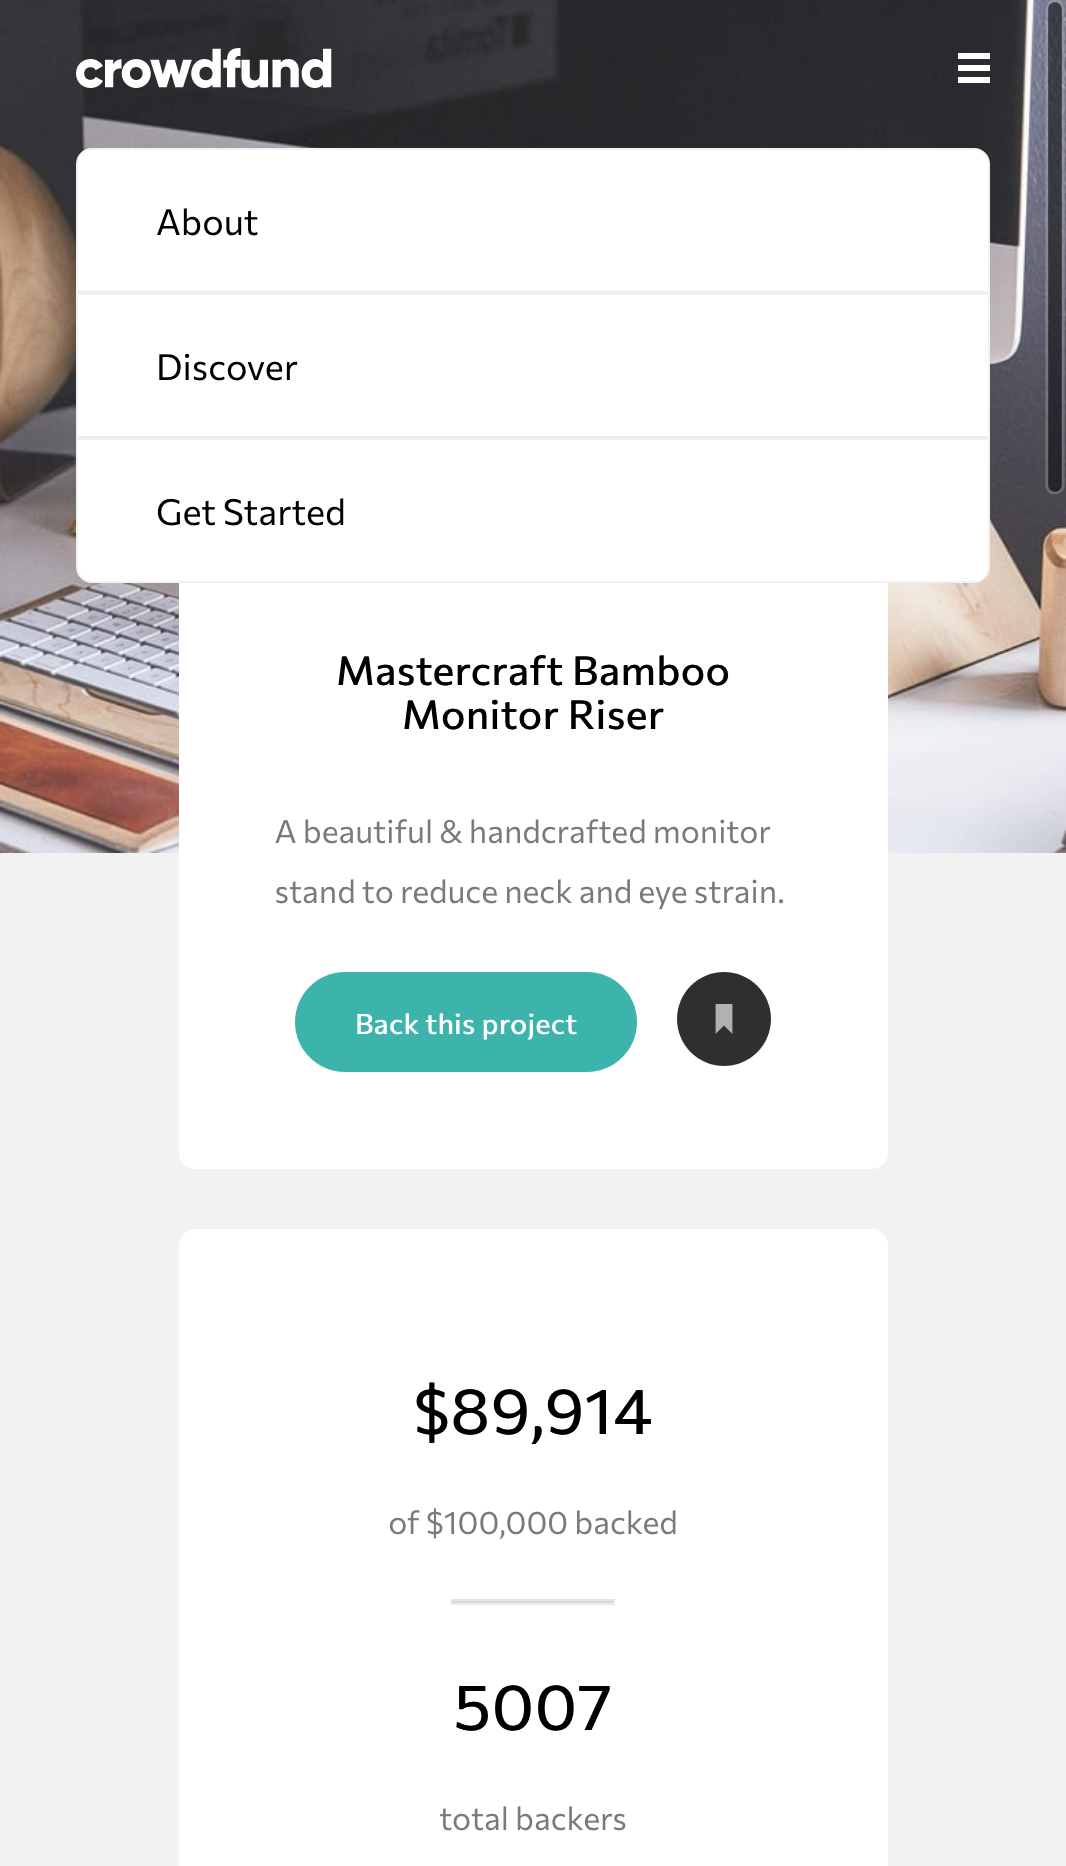 crowdfund
About
Discover
Get Started
Mastercraft Bamboo
Monitor Riser
A beautiful & handcrafted monitor
stand to reduce neck and eye strain.
Back this project
$89,914
of $100,000 backed
5007
total backers